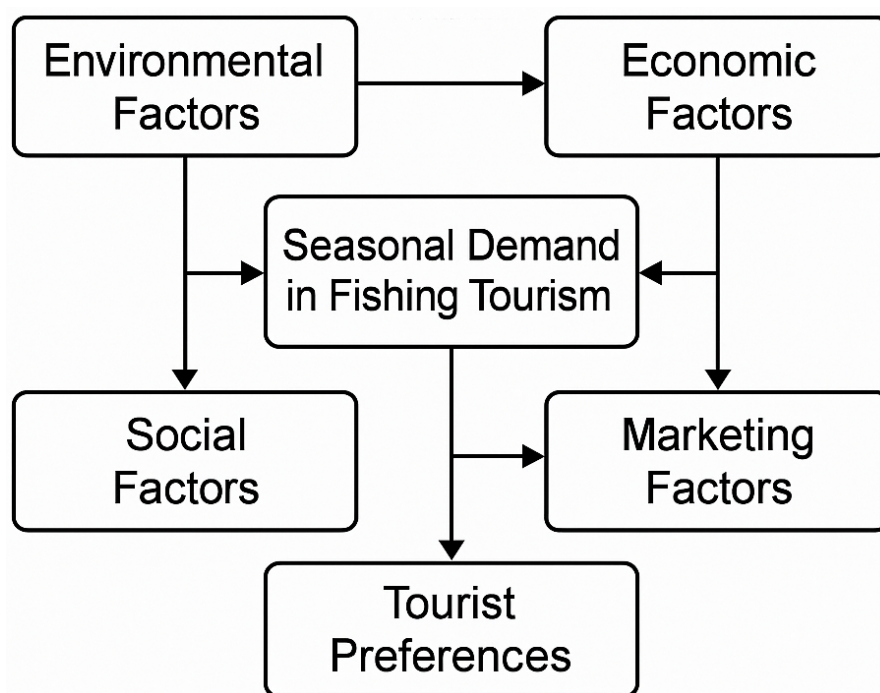 Environmental
Factors
Economic
Factors
Seasonal Demand
in Fishing Tourism
Social
Factors
Marketing
Factors
Tourist
Preferences